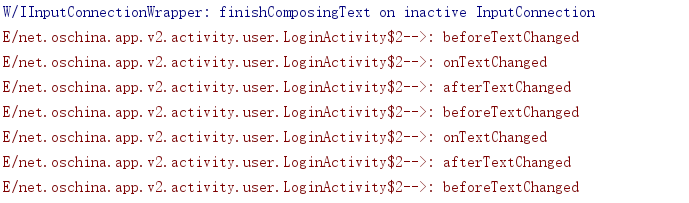 W/IInputConnectionWrapper: finishComposingText on inactive InputConnection
E/net.oschina.app.v2.activity.user.LoginActivity$2-->: beforeTextChanged
E/net.oschina.app.v2.activity.user.LoginActivity$2-->: onTextChanged
E/net.oschina.app.v2.activity.user.LoginActivity$2-->: afterTextChanged
E/net.oschina.app.v2.activity.user.LoginActivity$2-->: beforeTextChanged
E/net.oschina.app.v2.activity.user.LoginActivity$2-->: onTextChanged
E/net.oschina.app.v2.activity.user.LoginActivity$2-->: afterTextChanged
E/net.oschina.app.v2.activity.user.LoginActivity$2-->: beforeTextChanged